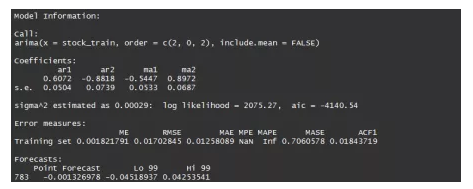 Model Information:
Call:
arima(x = stock_train, order = c(2, 0, 2), include.mean = FALSE)
Coefficients:
ar1 ar2 ma1 ma2
0.6072 -0.8818 -0.5447 0.8972
s.e. 0.0504 0.0739 0.0533 0.0687
sigma^2 estimated as 0.00029: log likelihood = 2075.27, aic = -4140.54
Error measures:
ME RMSE MAE MPE MAPE MASE ACF1
Training set 0.001821791 0.01702845 0.01258089 NaN Inf 0.7060578 0.01843719
Forecasts:
Point Forecast Lo 99 Hi 99
783 -0.001326978 -0.04518937 0.04253541